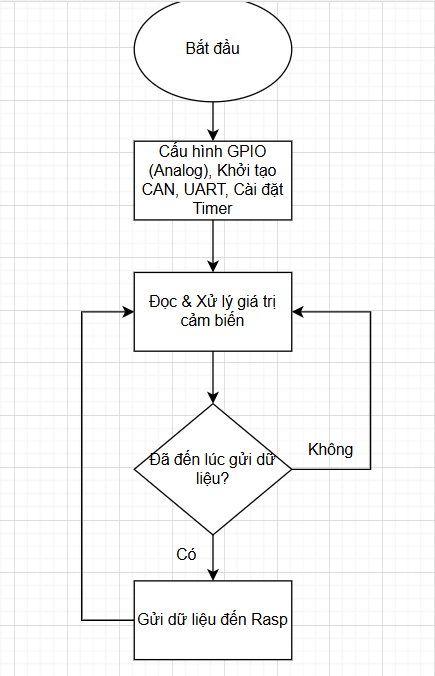 Bắt đầu
Cấu hình GPIO
(Analog), Khởi tạo
CAN, UART, Cài đặt
Timer
Đọc & Xử lý giá trị
cảm biến
Đã đến lúc gửi dữ
liệu?
Không
Có
Gửi dữ liệu đến Rasp